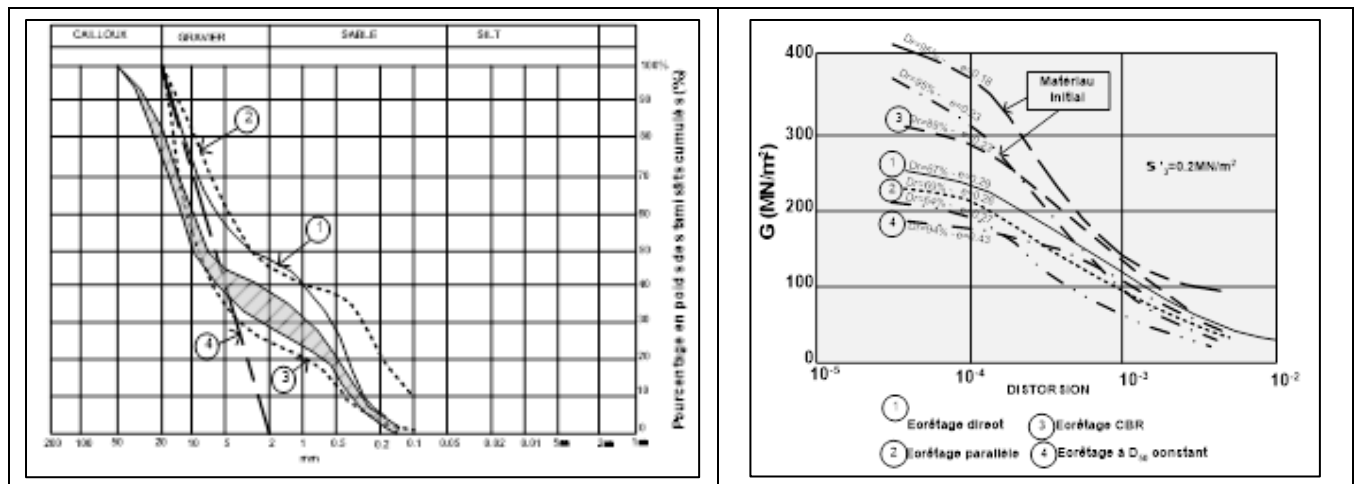 CAILLOUX GRAVIER SABLE SILT
100%
90
80
70
60
50
40
30
20
10
0
Pourcentage en poids des tamisâts cumulés (%)
2
1
4
3
200 100 50 20 10 5 2 1 0.5 0.2 0.1 0.05 0.02 0.01
mm
400
300
200
100
0
G (MN/m²)
Matériau
initial
S'₃=0.2MN/m²
3
1
2
4
10⁻⁵ 10⁻⁴ 10⁻³ 10⁻²
DISTORSION
1 Ecrêtage direct
3 Ecrêtage CBR
2 Ecrêtage parallèle
4 Ecrêtage à D₅₀ constant